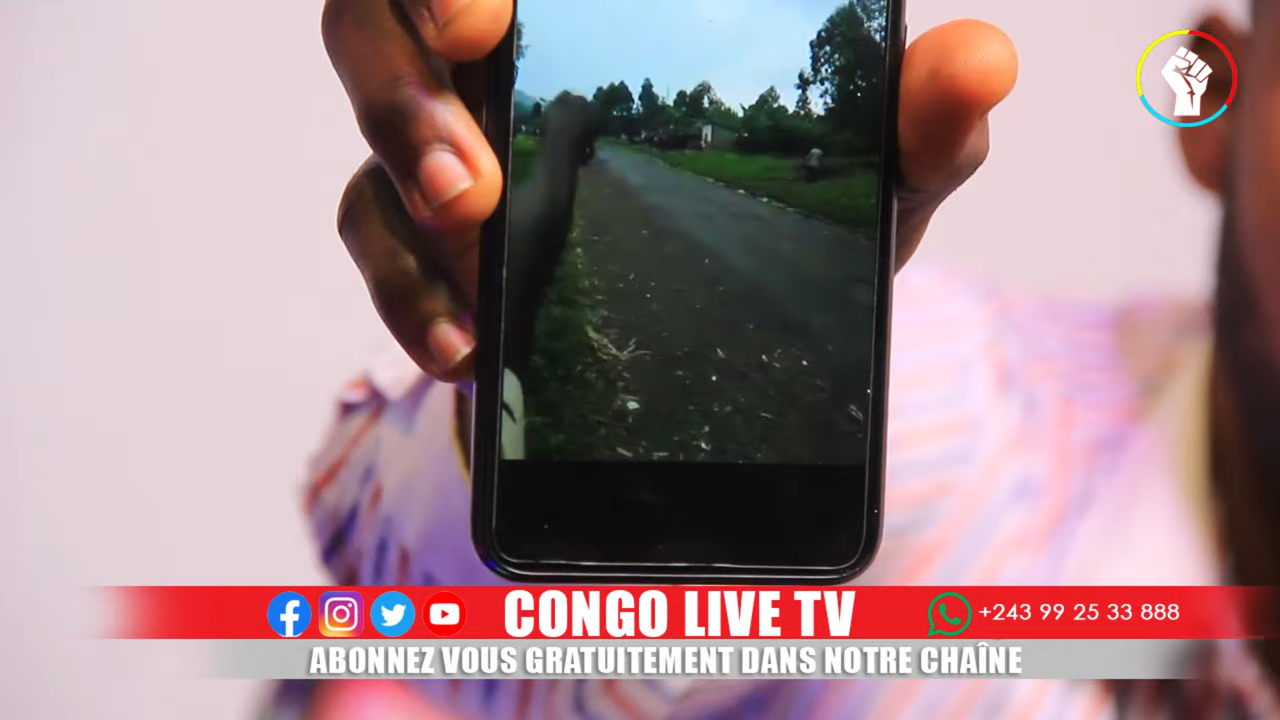 CONGO LIVE TV
+243 99 25 33 888
ABONNEZ VOUS GRATUITEMENT DANS NOTRE CHAÎNE